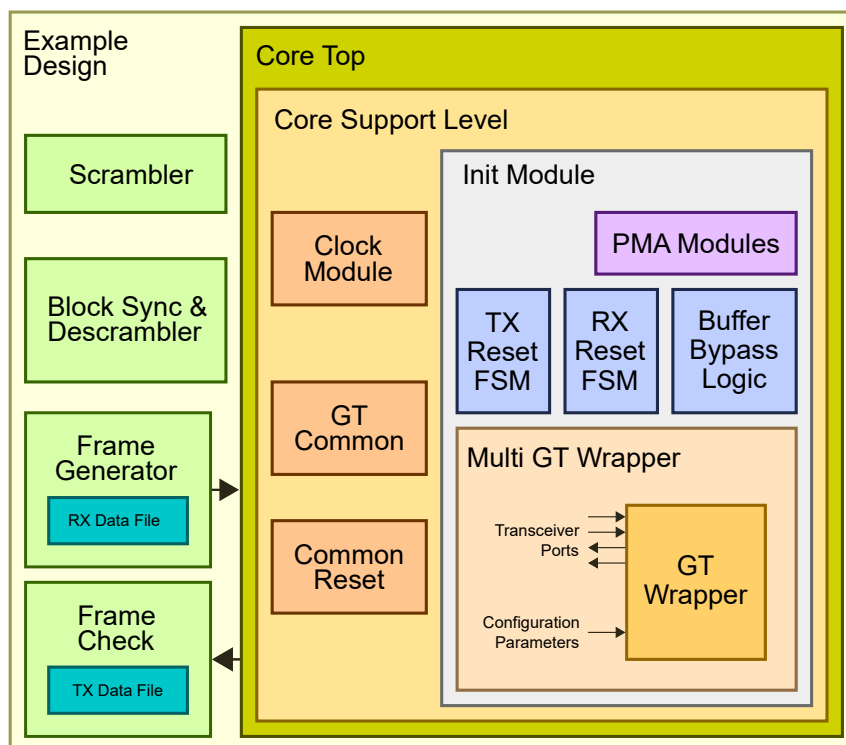 Example
Design
Core Top
Core Support Level
Scrambler
Init Module
Clock
Module
PMA Modules
Block Sync &
Descrambler
TX
Reset
FSM
RX
Reset
FSM
Buffer
Bypass
Logic
GT
Common
Frame
Generator
RX Data File
Multi GT Wrapper
Transceiver
Ports
GT
Wrapper
Common
Reset
Configuration
Parameters
Frame
Check
TX Data File